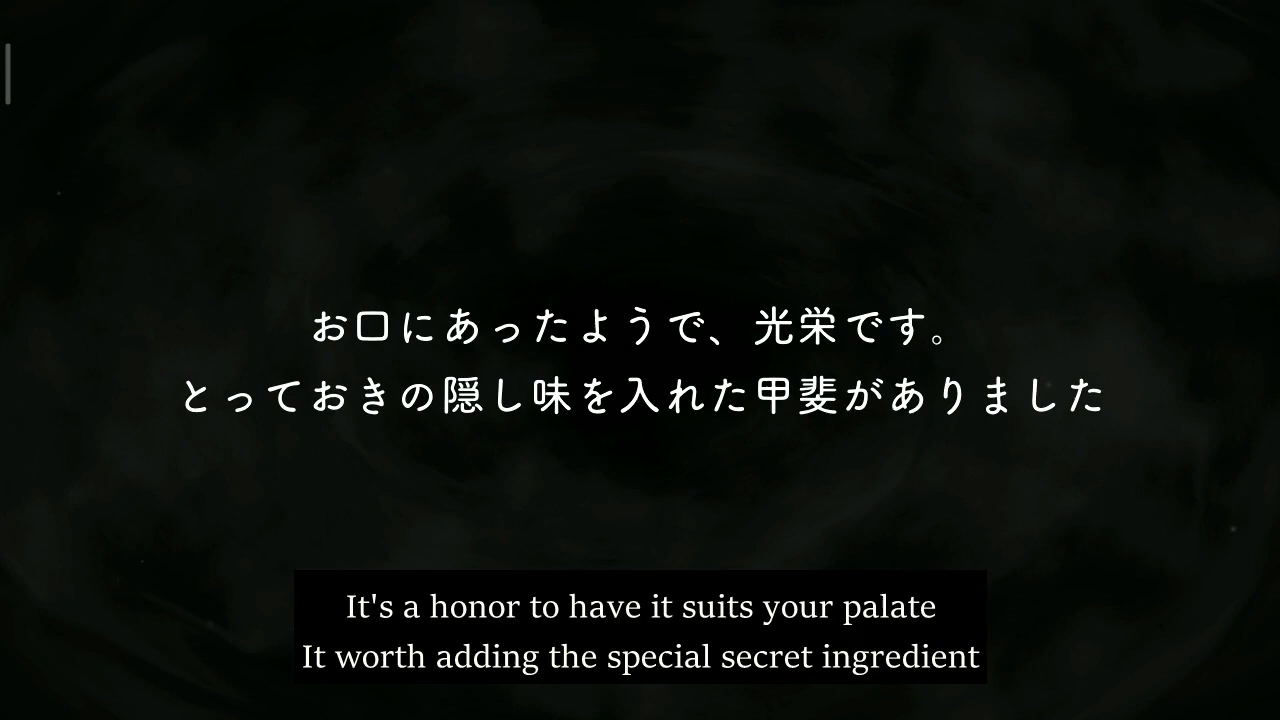 お口にあったようで、光栄です。
とっておきの隠し味を入れた甲斐がありました
It's a honor to have it suits your palate
It worth adding the special secret ingredient